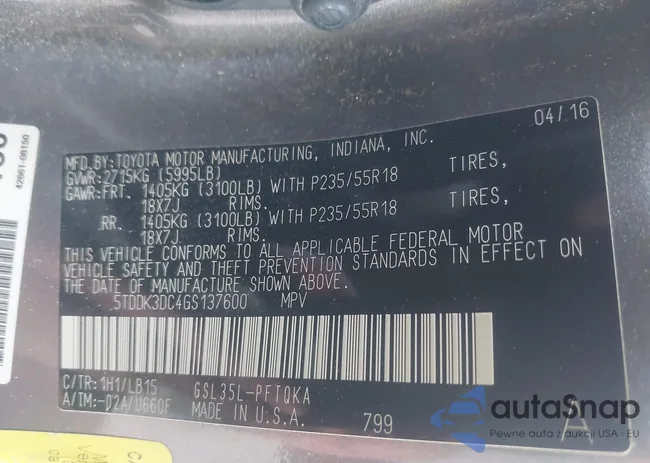 04/16
MFD.BY:TOYOTA MOTOR MANUFACTURING, INDIANA, INC.
GVWR:2715KG (5995LB)
GAWR:FRT. 1405KG (3100LB) WITH P235/55R18 TIRES,
18X7J RIMS.
RR. 1405KG (3100LB) WITH P235/55R18 TIRES,
18X7J RIMS.
THIS VEHICLE CONFORMS TO ALL APPLICABLE FEDERAL MOTOR
VEHICLE SAFETY AND THEFT PREVENTION STANDARDS IN EFFECT ON
THE DATE OF MANUFACTURE SHOWN ABOVE.
5TDDK3DC4GS137600 MPV
C/TR: 1H1/LB15 GSL35L-PFTQKA
A/IM:-D2A/U660F MADE IN U.S.A. 799 A
42661-08150
autoSnap
Pewne auta z aukcji USA i EU